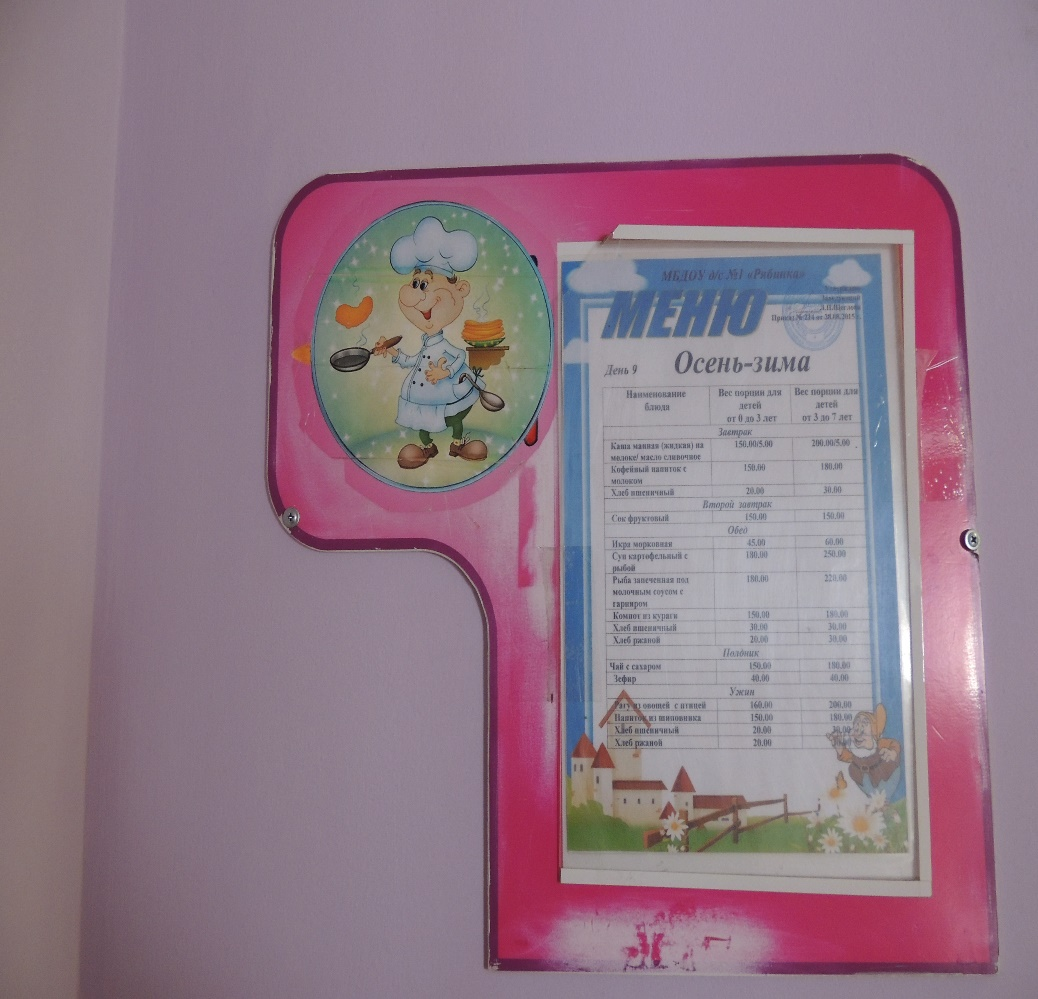 МБДОУ д/с №1 «Рябинка»
МЕНЮ
Заведующая
Приказ № от 28.08.2015 г.
День 9 Осень-зима
Наименование блюда Вес порции для детей от 0 до 3 лет Вес порции для детей от 3 до 7 лет
Завтрак
Каша манная (жидкая) на 150.00/5.00 200.00/5.00
молоке/ масло сливочное
Кофейный напиток с 150.00 180.00
молоком
Хлеб пшеничный 20.00 30.00
Второй завтрак
Сок фруктовый 150.00 150.00
Обед
Икра морковная 45.00 60.00
Суп картофельный с 180.00 250.00
рыбой
Рыба запеченная под 180.00 220.00
молочным соусом с
гарниром
Компот из кураги 150.00 180.00
Хлеб пшеничный 30.00 30.00
Хлеб ржаной 20.00 30.00
Полдник
Чай с сахаром 150.00 180.00
Зефир 40.00 40.00
Ужин
Рагу из овощей с птицей 160.00 200.00
Напиток из шиповника 150.00 180.00
Хлеб пшеничный 20.00 30.00
Хлеб ржаной 20.00